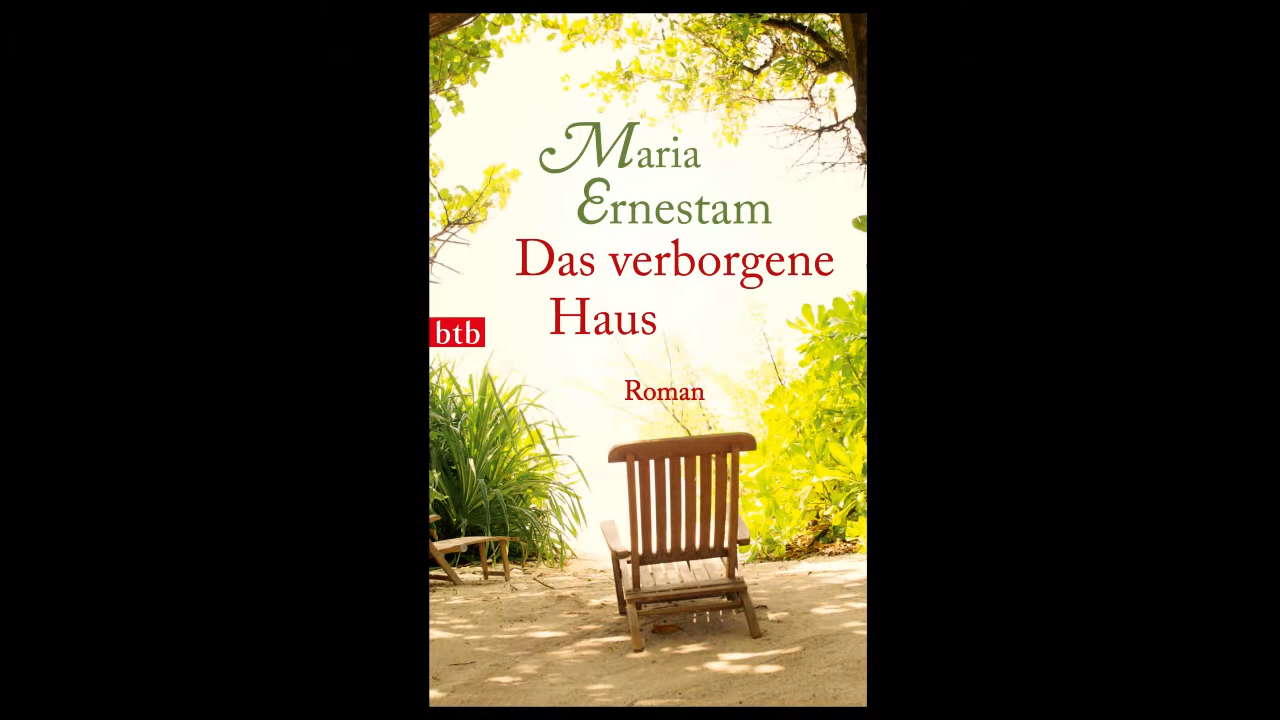 Maria
Ernestam
Das verborgene
Haus
btb
Roman